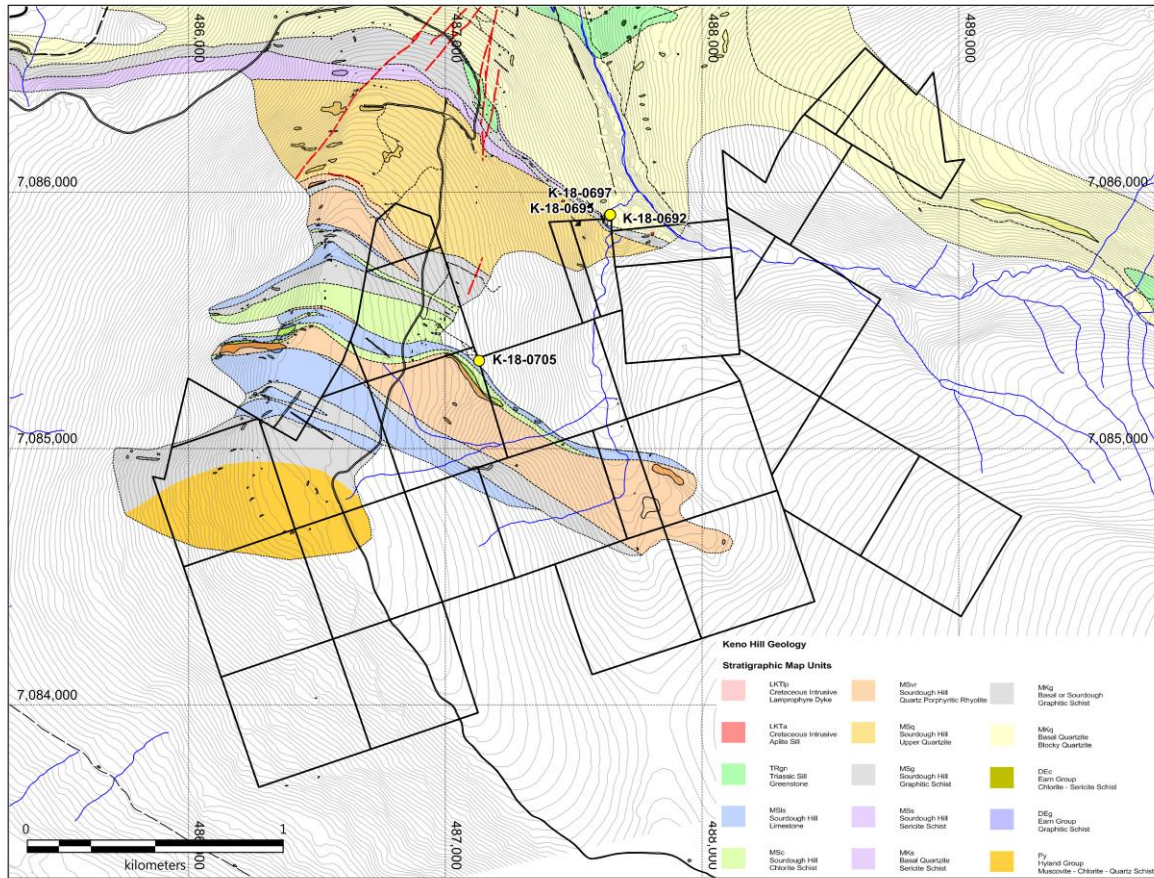 486,000
487,000
488,000
489,000
7,086,000
7,086,000
K-18-0697
K-18-0695
K-18-0692
K-18-0705
7,085,000
7,085,000
7,084,000
486,000
487,000
488,000
0
1
kilometers
Keno Hill Geology
Stratigraphic Map Units
LKTlp
Cretaceous Intrusive
Lamprophyre Dyke
LKTa
Cretaceous Intrusive
Aplite Sill
TRgn
Triassic Sill
Greenstone
MSls
Sourdough Hill
Limestone
MSc
Sourdough Hill
Chlorite Schist
MSvr
Sourdough Hill
Quartz Porphyritic Rhyolite
MSq
Sourdough Hill
Upper Quartzite
MSg
Sourdough Hill
Graphitic Schist
MSs
Sourdough Hill
Sericite Schist
MKs
Basal Quartzite
Sericite Schist
MKg
Basal or Sourdough
Graphitic Schist
MKq
Basal Quartzite
Blocky Quartzite
DEc
Earn Group
Chlorite - Sericite Schist
DEg
Earn Group
Graphitic Schist
Py
Hyland Group
Muscovite - Chlorite - Quartz Schist